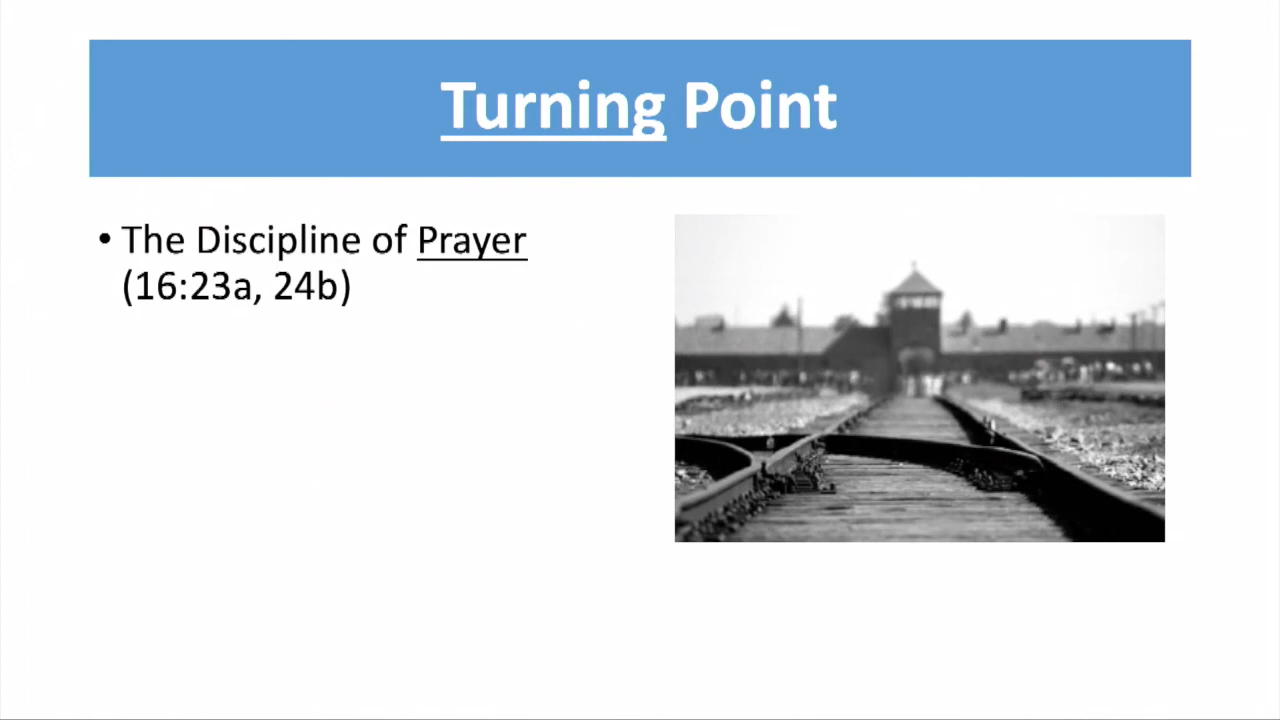 Turning Point
• The Discipline of Prayer
(16:23a, 24b)